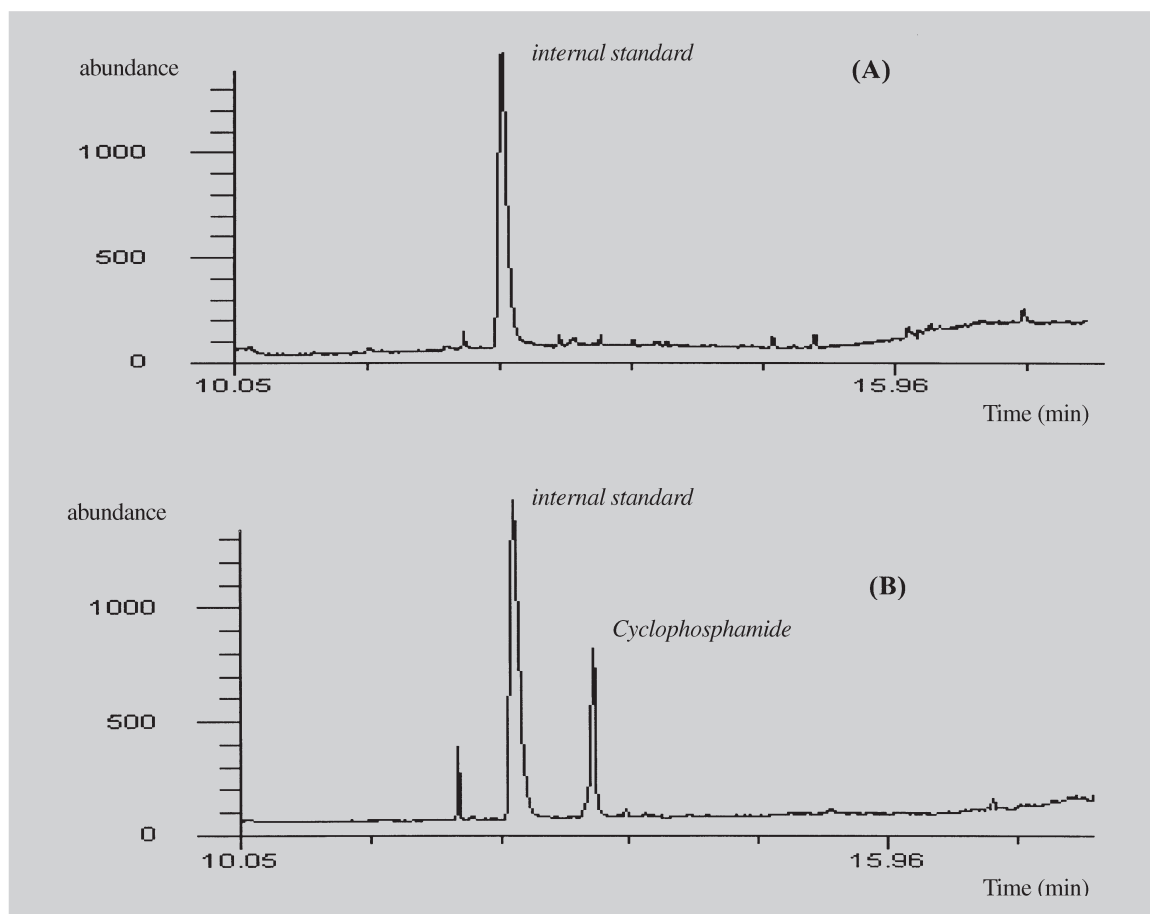 internal standard
abundance
(A)
1000
500
0
10.05
15.96
Time (min)
internal standard
abundance
(B)
1000
Cyclophosphamide
500
0
10.05
15.96
Time (min)